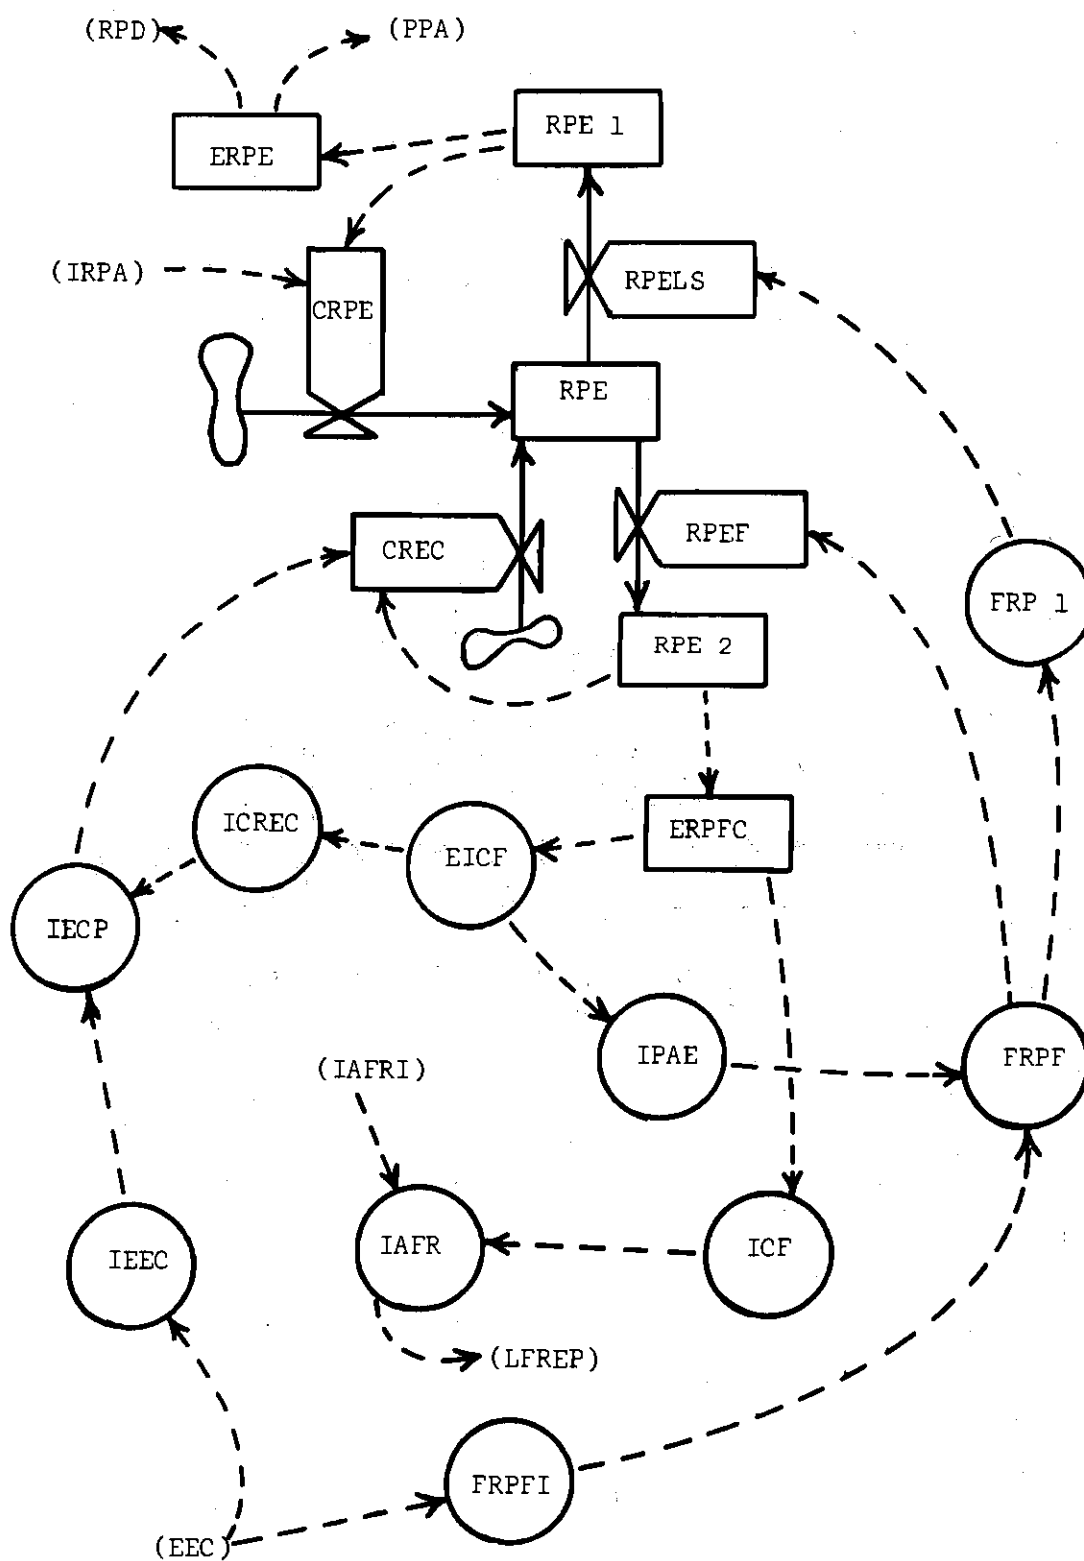 (RPD)
(PPA)
RPE 1
ERPE
(IRPA)
RPELS
CRPE
RPE
CREC
RPEF
FRP 1
RPE 2
ICREC
EICF
ERPFC
IECP
IPAE
FRPF
(IAFRI)
IEEC
IAFR
ICF
(LFREP)
FRPFI
(EEC)